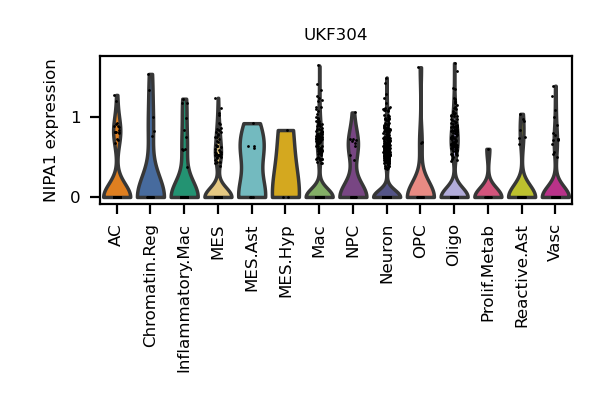 UKF304
NIPA1 expression
1
0
AC
Chromatin.Reg
Inflammatory.Mac
MES
MES.Ast
MES.Hyp
Mac
NPC
Neuron
OPC
Oligo
Prolif.Metab
Reactive.Ast
Vasc